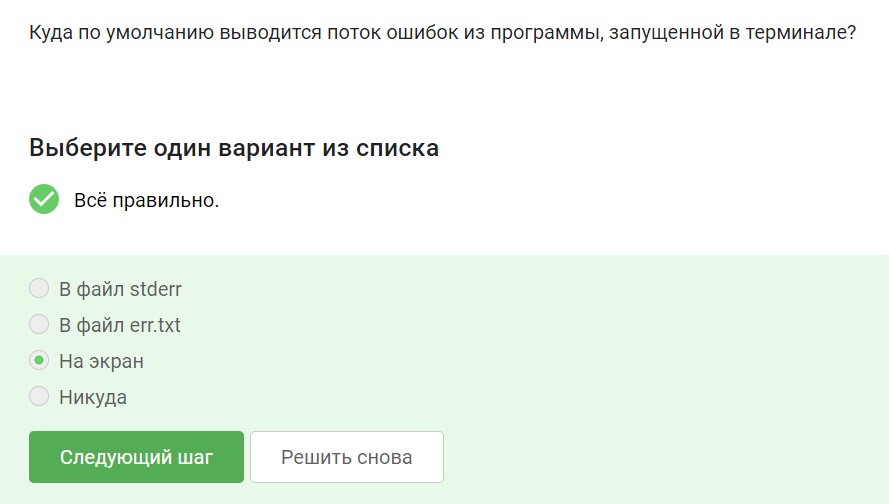 Куда по умолчанию выводится поток ошибок из программы, запущенной в терминале?
Выберите один вариант из списка
Всё правильно.
В файл stderr
В файл err.txt
На экран
Никуда
Следующий шаг
Решить снова